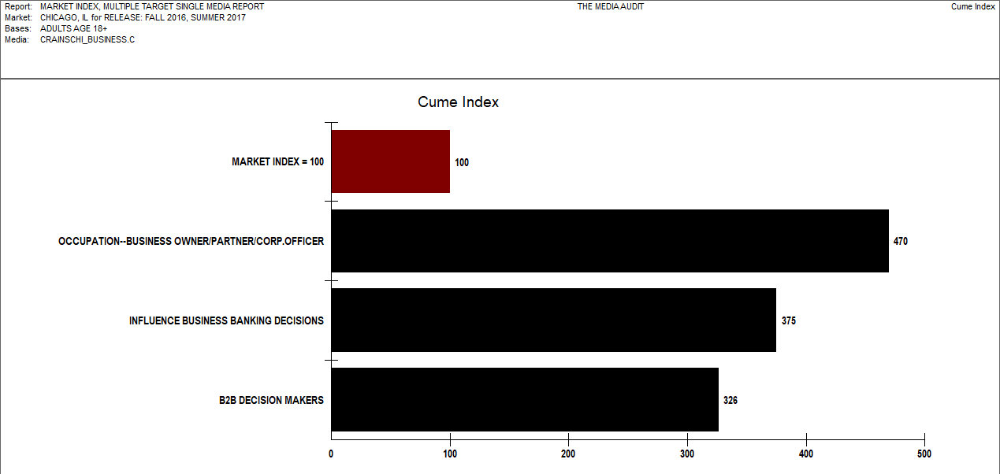 Report: MARKET INDEX, MULTIPLE TARGET SINGLE MEDIA REPORT THE MEDIA AUDIT Cume Index
Market: CHICAGO, IL for RELEASE: FALL 2016, SUMMER 2017
Bases: ADULTS AGE 18+
Media: CRAINSCHI_BUSINESS.C
Cume Index
MARKET INDEX = 100 100
OCCUPATION--BUSINESS OWNER/PARTNER/CORP.OFFICER 470
INFLUENCE BUSINESS BANKING DECISIONS 375
B2B DECISION MAKERS 326
0 100 200 300 400 500